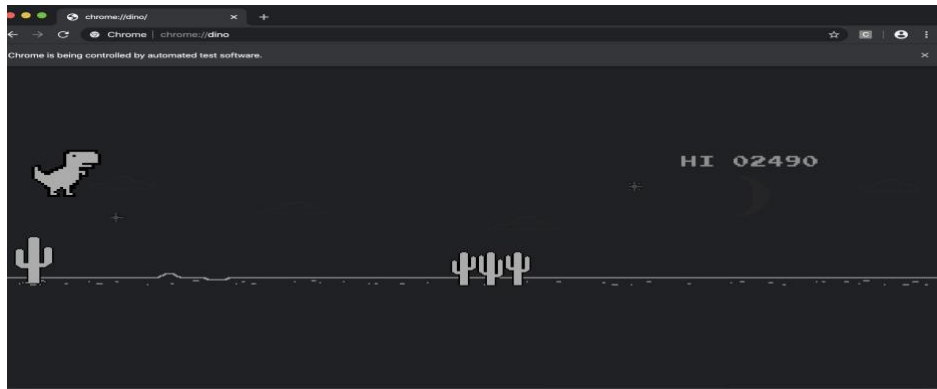 chrome://dino/
Chrome | chrome://dino
Chrome is being controlled by automated test software.
HI 02490